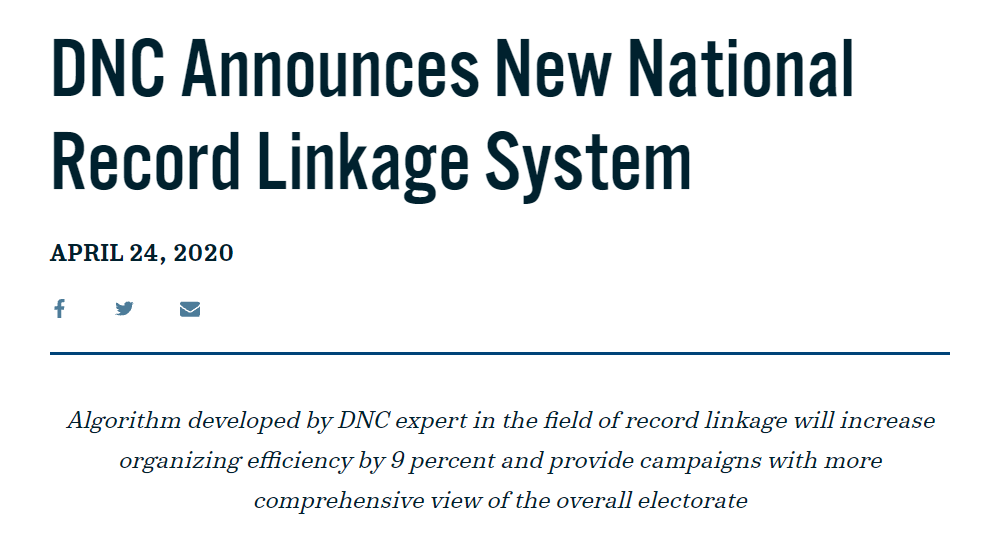 DNC Announces New National
Record Linkage System
APRIL 24, 2020
Algorithm developed by DNC expert in the field of record linkage will increase
organizing efficiency by 9 percent and provide campaigns with more
comprehensive view of the overall electorate